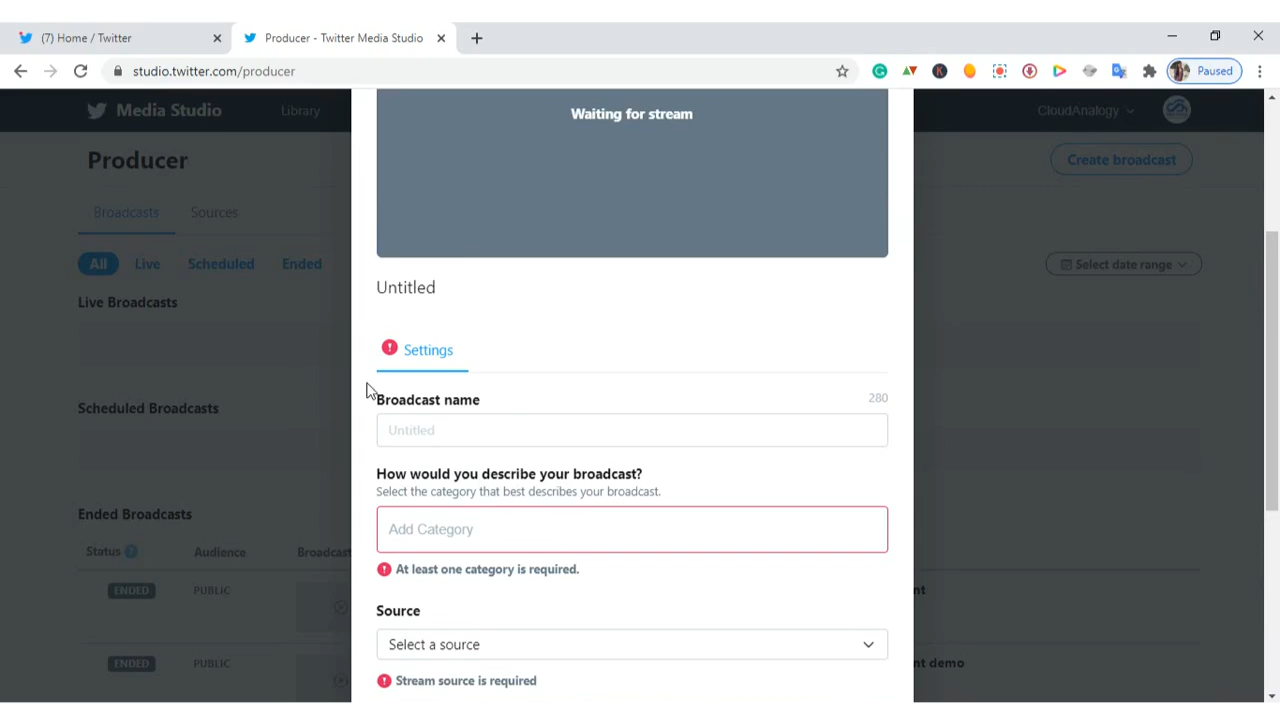 (7) Home / Twitter
Producer - Twitter Media Studio
studio.twitter.com/producer
Paused
Media Studio
Library
CloudAnalogy
Producer
Create broadcast
Broadcasts
Sources
All
Live
Scheduled
Ended
Select date range
Live Broadcasts
Scheduled Broadcasts
Ended Broadcasts
Status
Audience
Broadcast
ENDED
PUBLIC
nt
ENDED
PUBLIC
nt demo
Waiting for stream
Untitled
Settings
Broadcast name
280
Untitled
How would you describe your broadcast?
Select the category that best describes your broadcast.
Add Category
At least one category is required.
Source
Select a source
Stream source is required